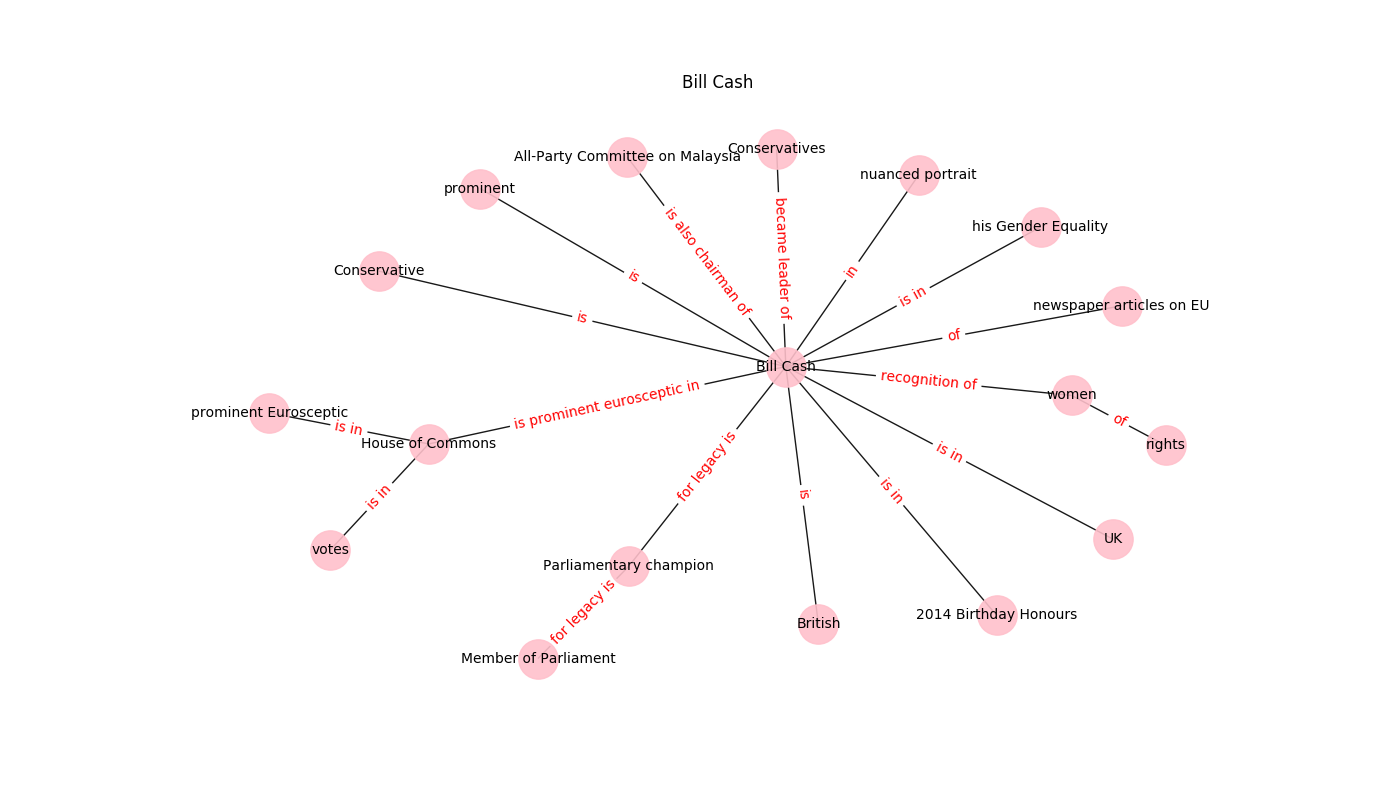 Bill Cash
Conservatives
All-Party Committee on Malaysia
nuanced portrait
prominent
his Gender Equality
is also chairman of
became leader of
in
Conservative
is
is in
newspaper articles on EU
is
of
Bill Cash
recognition of
women
is prominent eurosceptic in
prominent Eurosceptic
is in
of
House of Commons
rights
for legacy is
is in
is in
is
is in
votes
UK
Parliamentary champion
for legacy is
2014 Birthday Honours
British
Member of Parliament